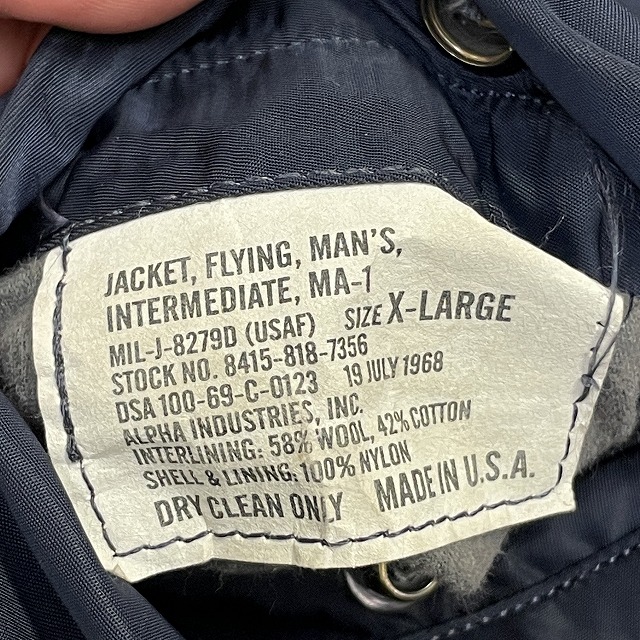 JACKET, FLYING, MAN'S,
INTERMEDIATE, MA-1
MIL-J-8279D (USAF) SIZE X-LARGE
STOCK NO. 8415-818-7356
DSA 100-69-C-0123 19 JULY 1968
ALPHA INDUSTRIES, INC.
INTERLINING: 58% WOOL, 42% COTTON
SHELL & LINING: 100% NYLON
DRY CLEAN ONLY MADE IN U.S.A.